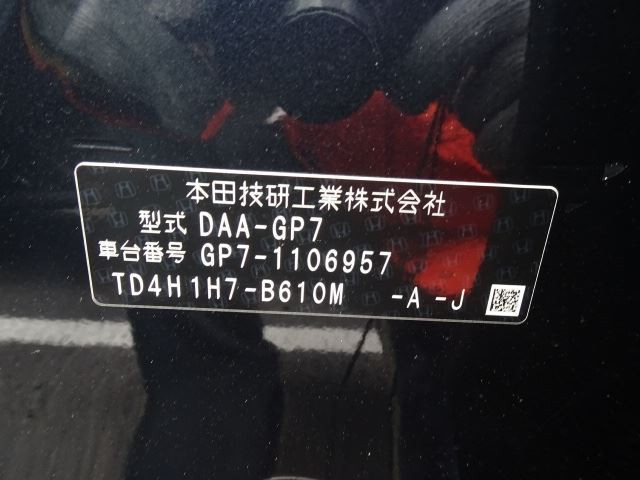 本田技研工業株式会社
型式 DAA-GP7
車台番号 GP7-1106957
TD4H1H7-B610M -A-J